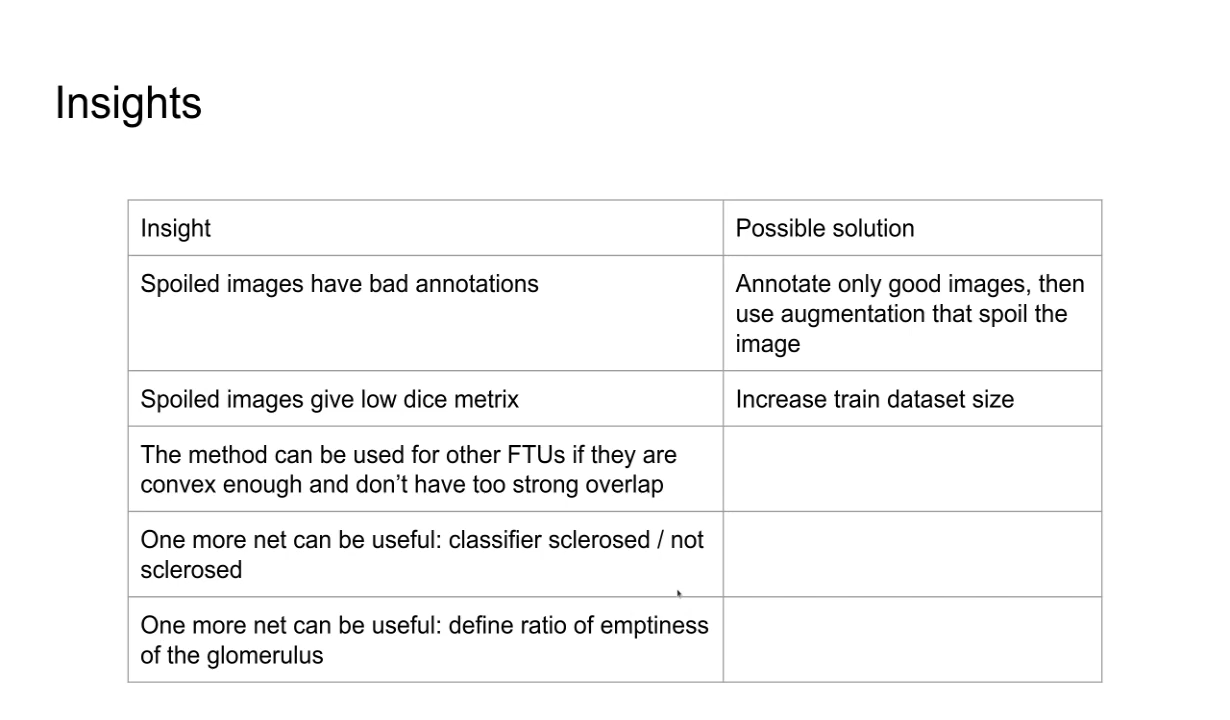 Insights
Insight
Possible solution
Spoiled images have bad annotations
Annotate only good images, then
use augmentation that spoil the
image
Spoiled images give low dice metrix
Increase train dataset size
The method can be used for other FTUs if they are
convex enough and don’t have too strong overlap
One more net can be useful: classifier sclerosed / not
sclerosed
One more net can be useful: define ratio of emptiness
of the glomerulus